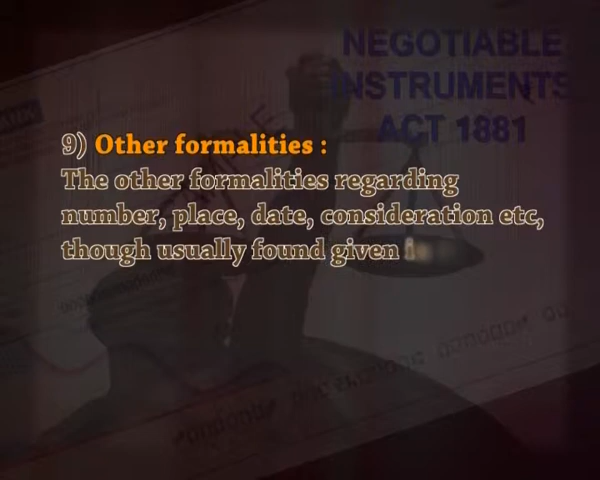 NEGOTIABLE
INSTRUMENTS
ACT 1881
9) Other formalities :
The other formalities regarding
number, place, date, consideration etc,
though usually found given i